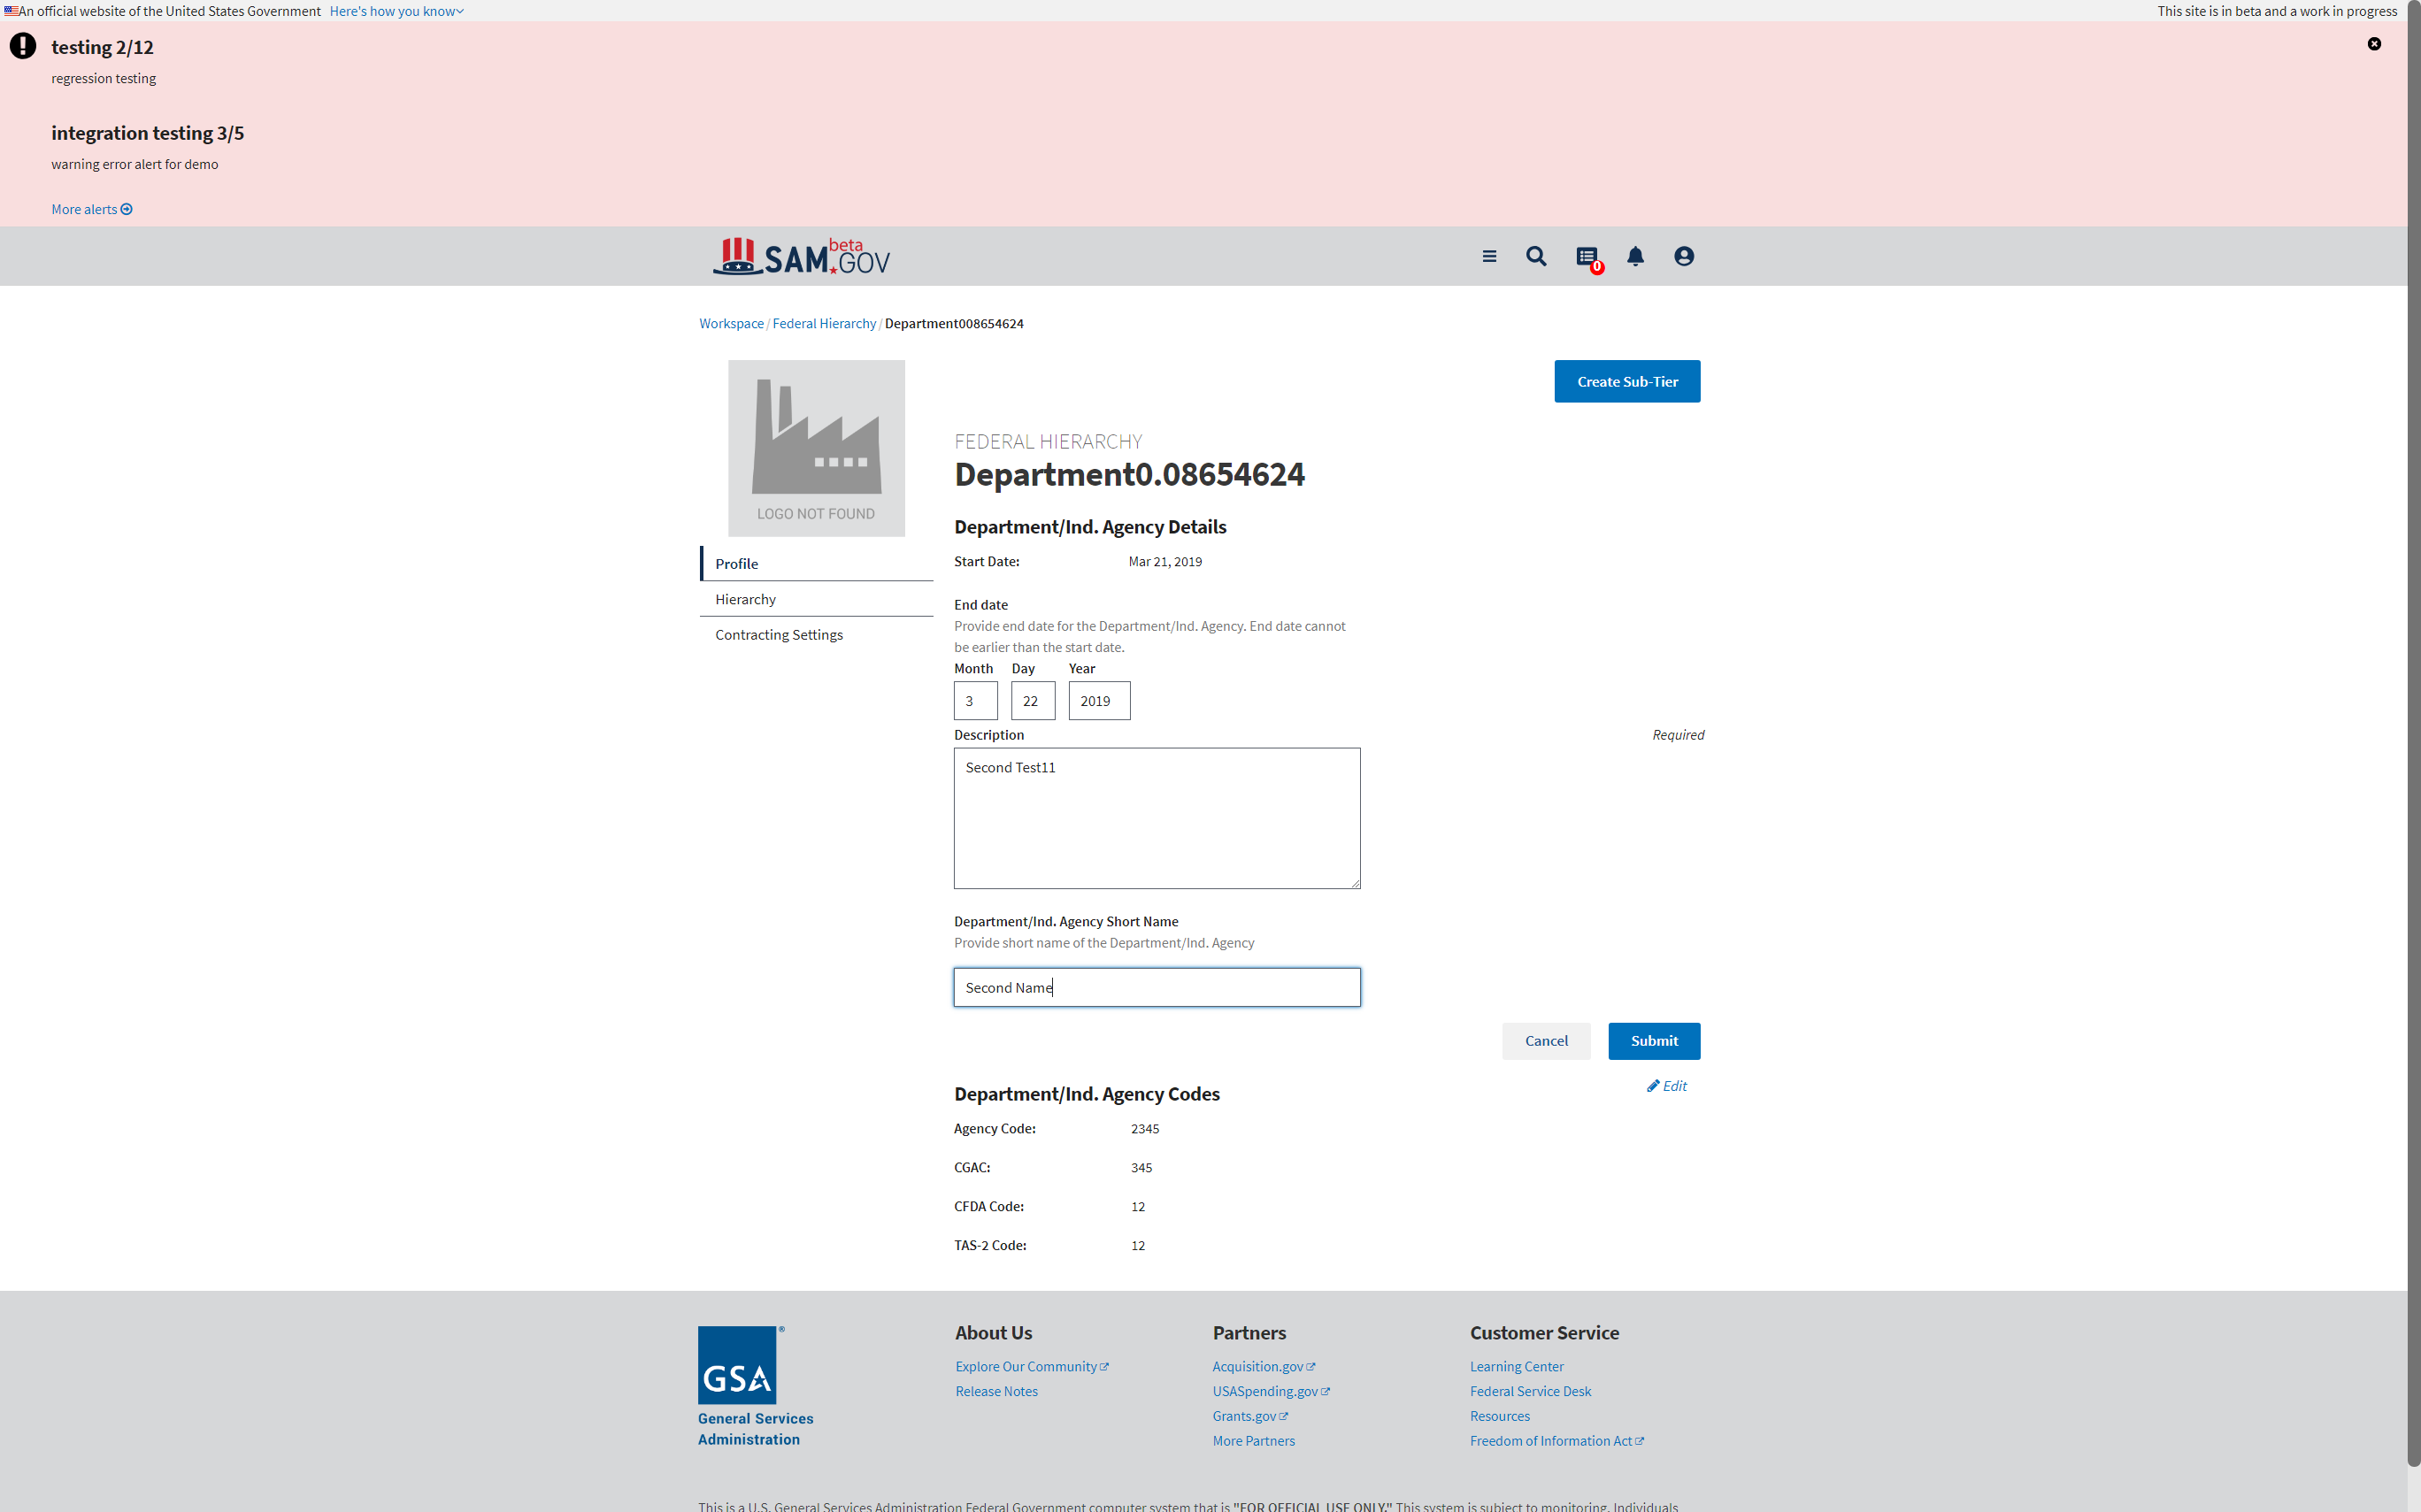 An official website of the United States Government Here's how you know
This site is in beta and a work in progress
testing 2/12
regression testing
integration testing 3/5
warning error alert for demo
More alerts
SAM.GOV beta
0
Workspace / Federal Hierarchy / Department008654624
LOGO NOT FOUND
Create Sub-Tier
FEDERAL HIERARCHY
Department0.08654624
Profile
Hierarchy
Contracting Settings
Department/Ind. Agency Details
Start Date: Mar 21, 2019
End date
Provide end date for the Department/Ind. Agency. End date cannot
be earlier than the start date.
Month Day Year
3 22 2019
Description Required
Second Test11
Department/Ind. Agency Short Name
Provide short name of the Department/Ind. Agency
Second Name
Cancel Submit
Edit
Department/Ind. Agency Codes
Agency Code: 2345
CGAC: 345
CFDA Code: 12
TAS-2 Code: 12
GSA ®
General Services
Administration
About Us
Explore Our Community
Release Notes
Partners
Acquisition.gov
USASpending.gov
Grants.gov
More Partners
Customer Service
Learning Center
Federal Service Desk
Resources
Freedom of Information Act
This is a U.S. General Services Administration Federal Government computer system that is "FOR OFFICIAL USE ONLY." This system is subject to monitoring. Individuals